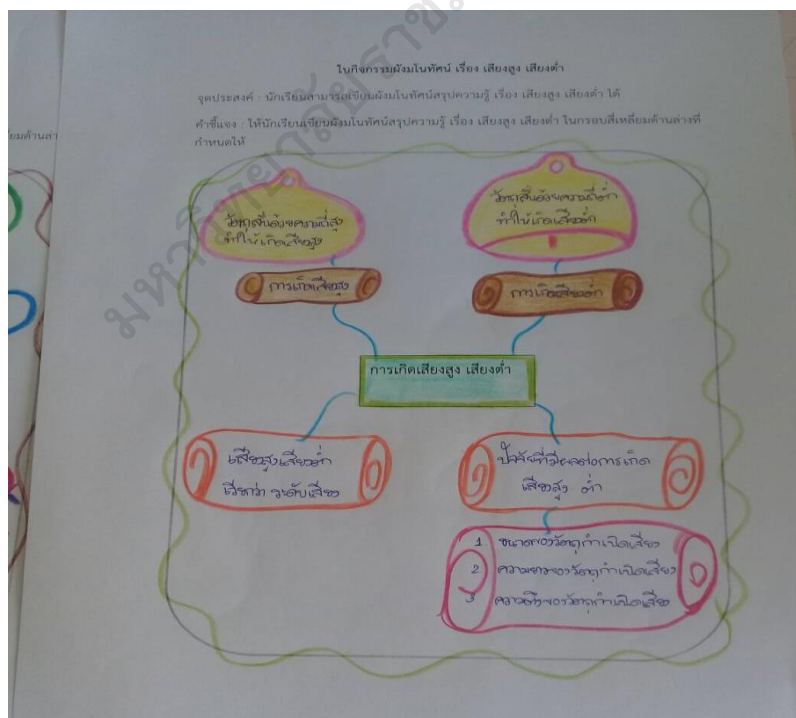 ใบกิจกรรมผังมโนทัศน์ เรื่อง เสียงสูง เสียงต่ำ
จุดประสงค์ : นักเรียนสามารถเขียนผังมโนทัศน์สรุปความรู้ เรื่อง เสียงสูง เสียงต่ำ ได้
คำชี้แจง : ให้นักเรียนเขียนผังมโนทัศน์สรุปความรู้ เรื่อง เสียงสูง เสียงต่ำ ในกรอบสี่เหลี่ยมด้านล่างที่
กำหนดให้
วัตถุสั่นด้วยความถี่สูง
ทำให้เกิดเสียงสูง
วัตถุสั่นด้วยความถี่ต่ำ
ทำให้เกิดเสียงต่ำ
การเกิดเสียงสูง
การเกิดเสียงต่ำ
การเกิดเสียงสูง เสียงต่ำ
เสียงสูงเสียงต่ำ
เรียกว่า ระดับเสียง
ปัจจัยที่มีผลต่อการเกิด
เสียงสูง ต่ำ
1 ขนาดของวัตถุกำเนิดเสียง
2 ความยาวของวัตถุกำเนิดเสียง
3 ความตึงของวัตถุกำเนิดเสียง